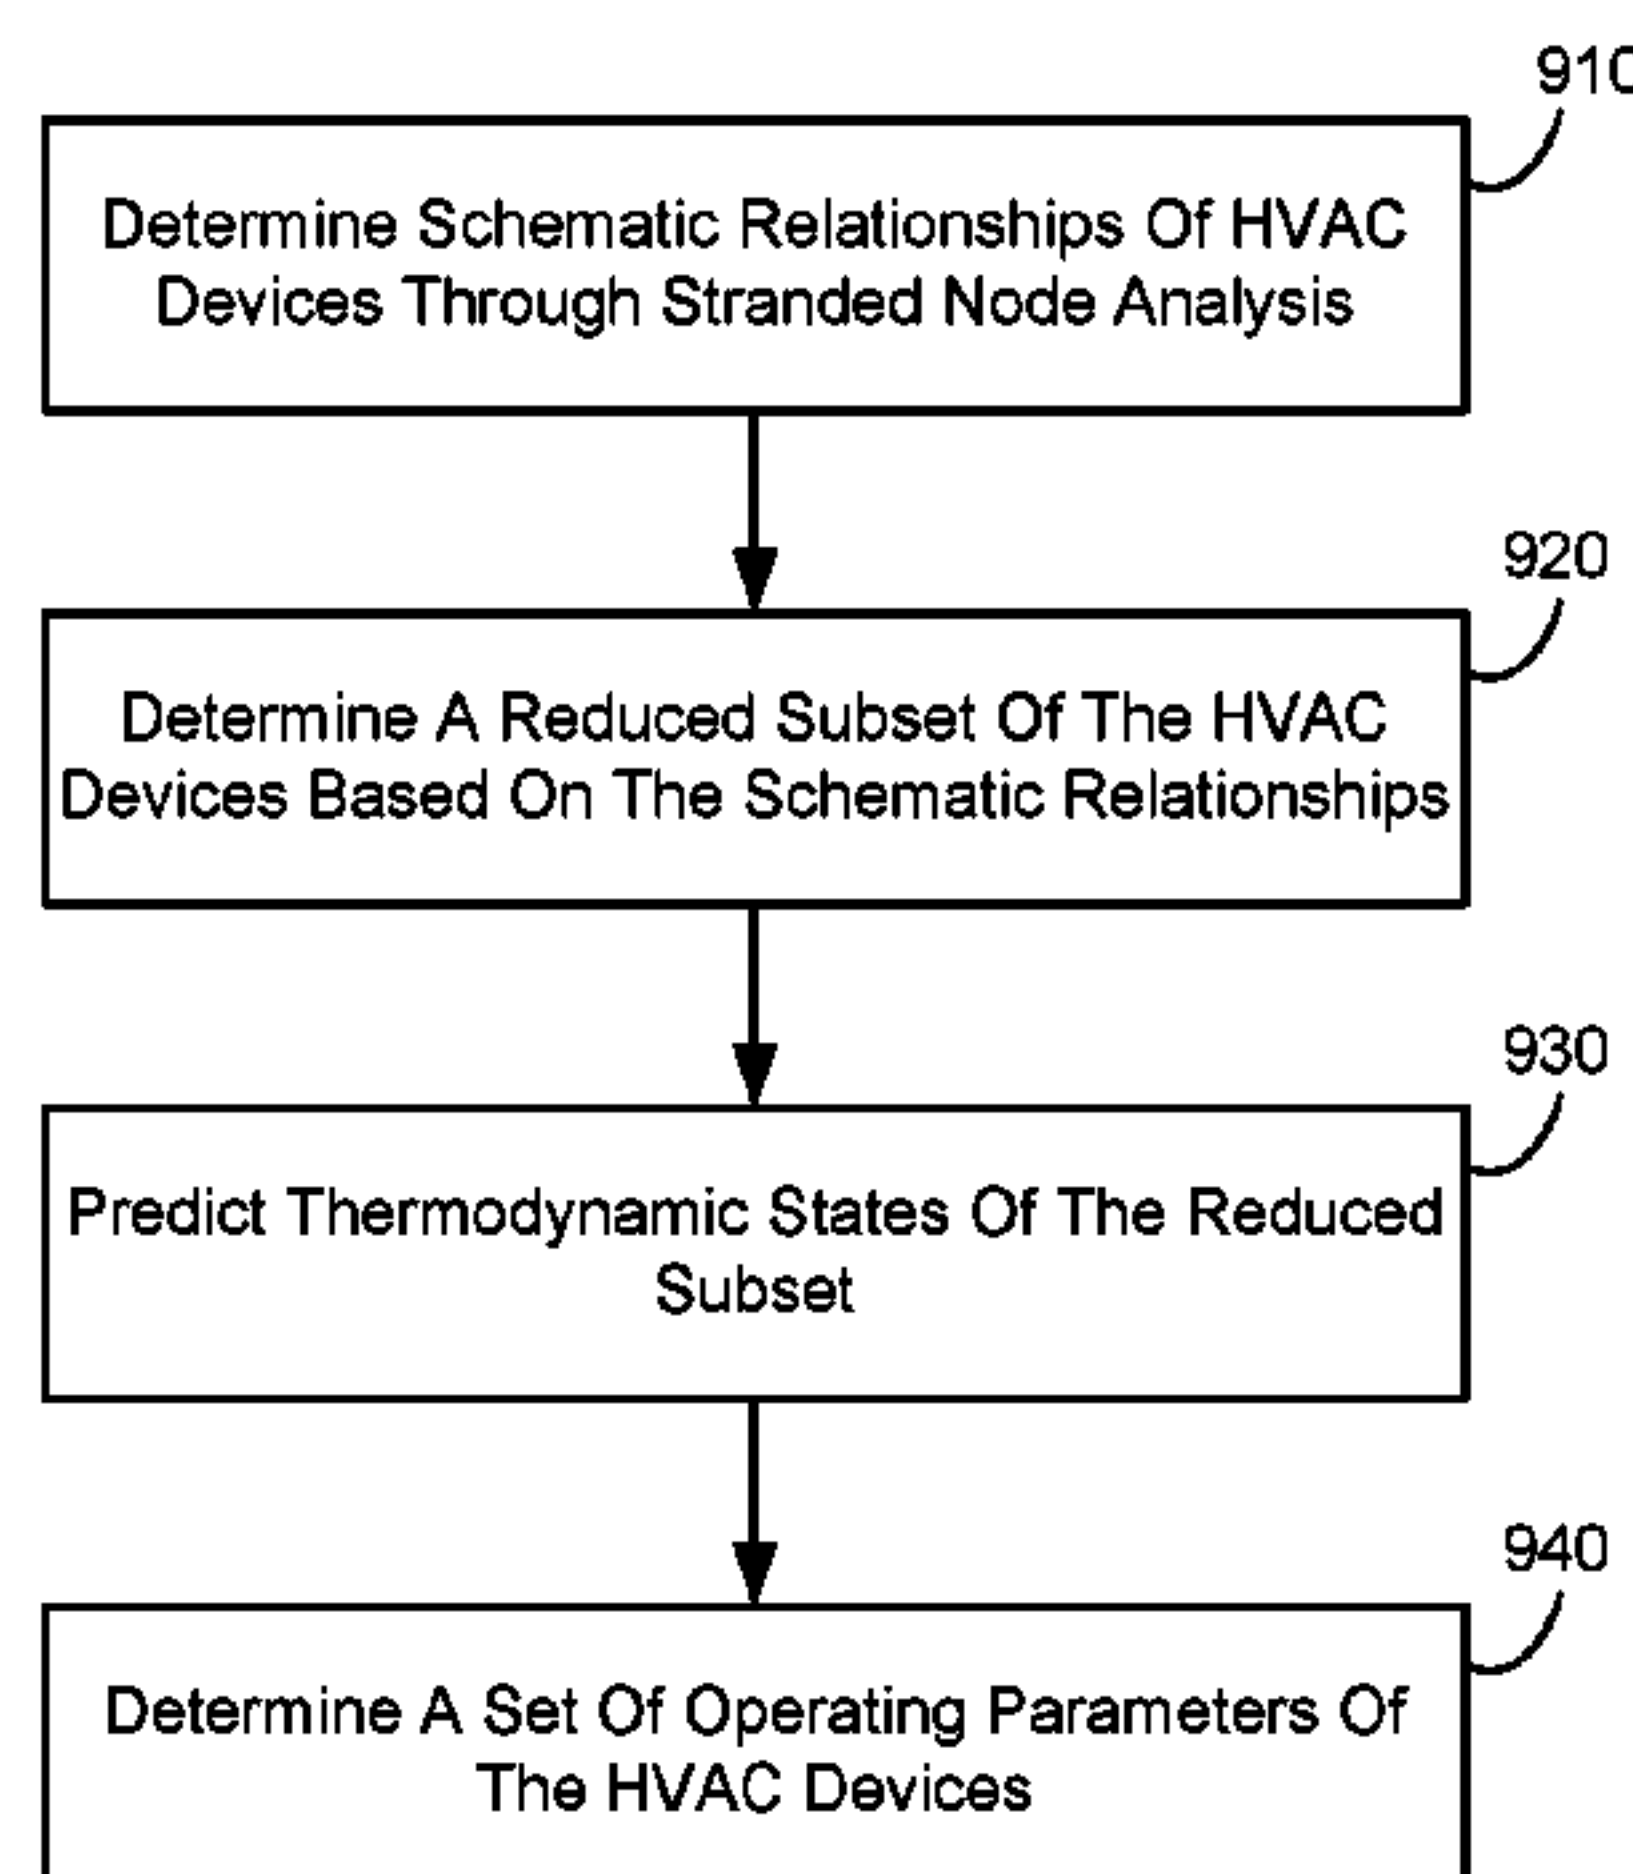 910
Determine Schematic Relationships Of HVAC
Devices Through Stranded Node Analysis
920
Determine A Reduced Subset Of The HVAC
Devices Based On The Schematic Relationships
930
Predict Thermodynamic States Of The Reduced
Subset
940
Determine A Set Of Operating Parameters Of
The HVAC Devices